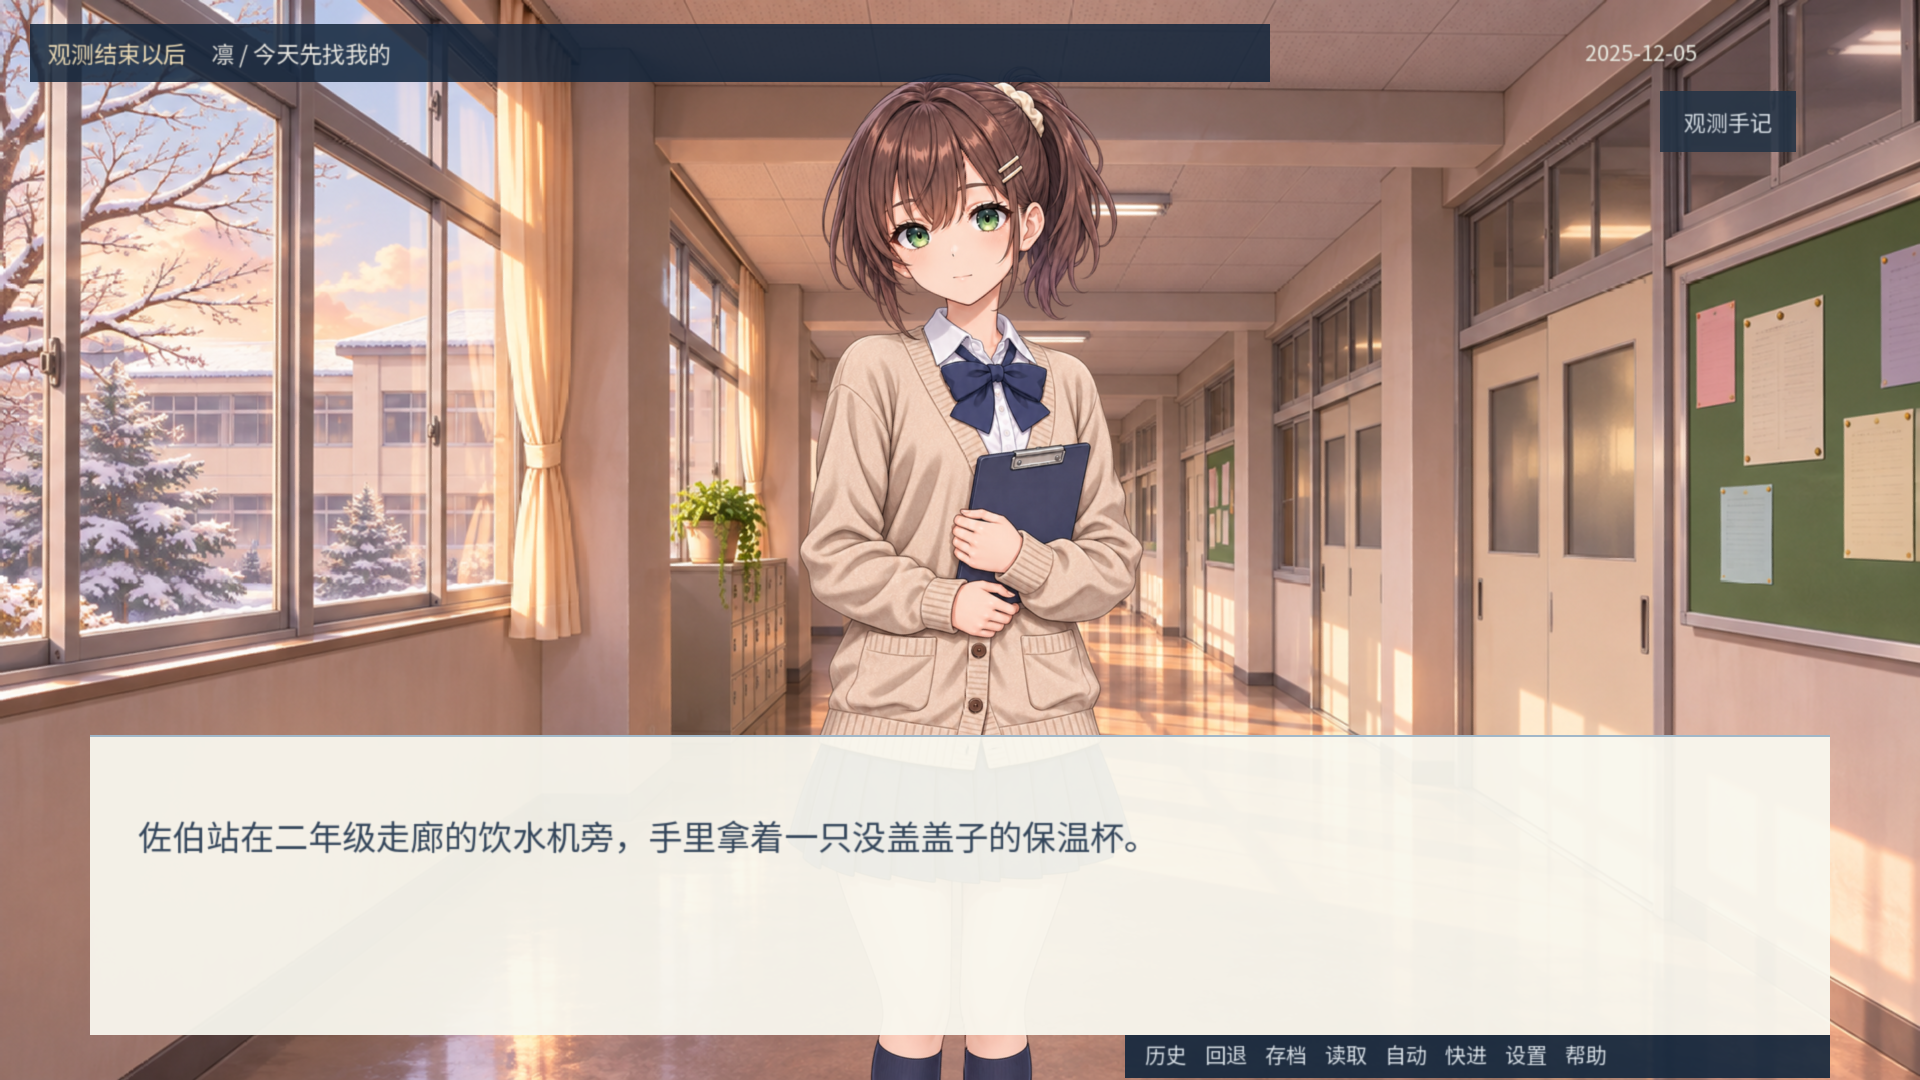 观测结束以后 凛 / 今天先找我的
2025-12-05
观测手记
佐伯站在二年级走廊的饮水机旁，手里拿着一只没盖盖子的保温杯。
历史 回退 存档 读取 自动 快进 设置 帮助